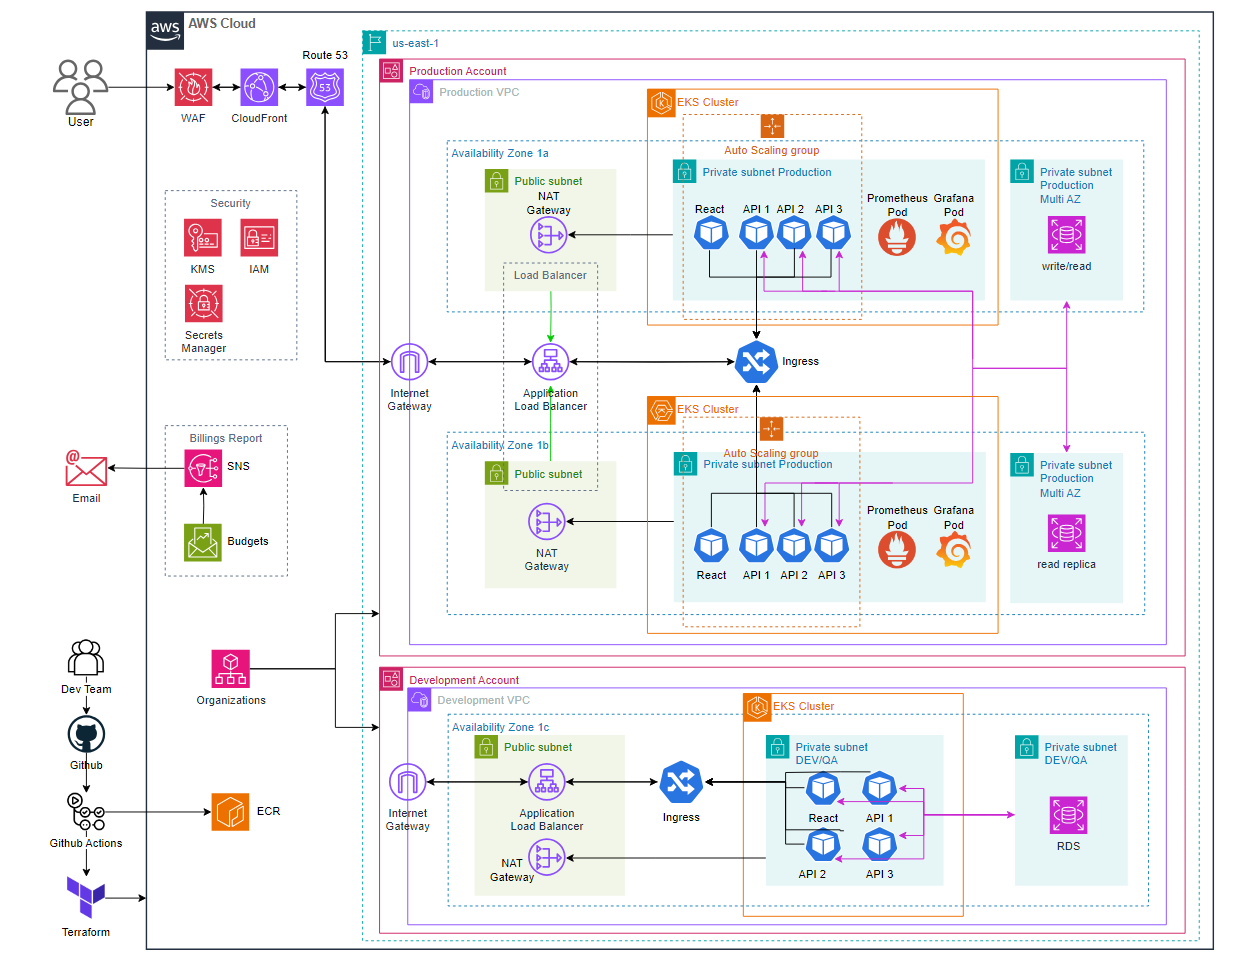 aws
AWS Cloud
us-east-1
Route 53
53
User
WAF
CloudFront
Production Account
Production VPC
EKS Cluster
Auto Scaling group
Availability Zone 1a
Public subnet
NAT
Gateway
Private subnet Production
React
API 1
API 2
API 3
Prometheus
Pod
Grafana
Pod
Private subnet
Production
Multi AZ
write/read
Load Balancer
Security
KMS
IAM
Secrets
Manager
Internet
Gateway
Application
Load Balancer
Ingress
EKS Cluster
Auto Scaling group
Availability Zone 1b
Public subnet
NAT
Gateway
Private subnet Production
React
API 1
API 2
API 3
Prometheus
Pod
Grafana
Pod
Private subnet
Production
Multi AZ
read replica
Billings Report
SNS
Budgets
@
Email
Organizations
Dev Team
Github
Github Actions
ECR
Terraform
Development Account
Development VPC
EKS Cluster
Availability Zone 1c
Public subnet
Internet
Gateway
Application
Load Balancer
NAT
Gateway
Ingress
Private subnet
DEV/QA
React
API 1
API 2
API 3
Private subnet
DEV/QA
RDS